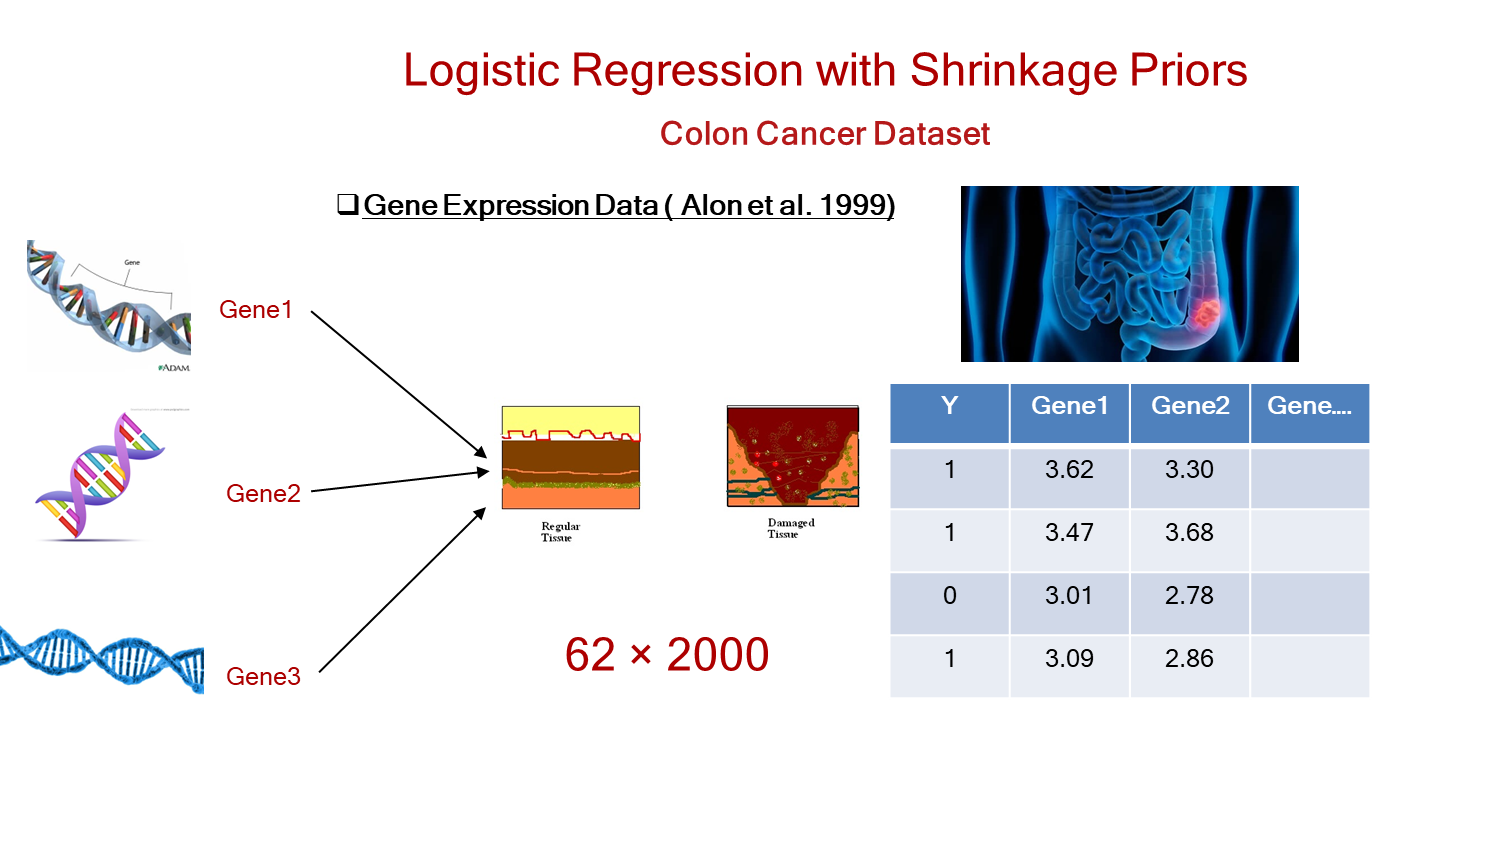 Logistic Regression with Shrinkage Priors
Colon Cancer Dataset
❑Gene Expression Data ( Alon et al. 1999)
Gene
ADAM.
Gene1
Gene2
Gene3
Regular
Tissue
Damaged
Tissue
62 × 2000
Y Gene1 Gene2 Gene....
1 3.62 3.30
1 3.47 3.68
0 3.01 2.78
1 3.09 2.86